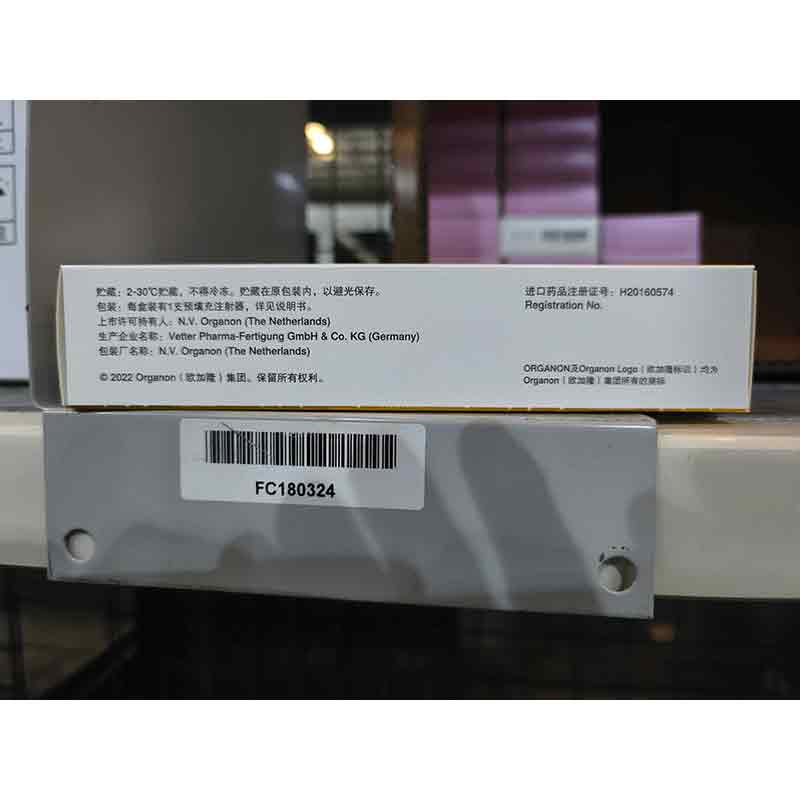 贮藏：2-30℃贮藏，不得冷冻。贮藏在原包装内，以避光保存。
包装：每盒装有1支预填充注射器，详见说明书。
上市许可持有人：N.V. Organon (The Netherlands)
生产企业名称：Vetter Pharma-Fertigung GmbH & Co. KG (Germany)
包装厂名称：N.V. Organon (The Netherlands)
© 2022 Organon（欧加隆）集团。保留所有权利。
进口药品注册证号：H20160574
Registration No.
ORGANON及Organon Logo（欧加隆标识）均为
Organon（欧加隆）集团所有的商标
FC180324